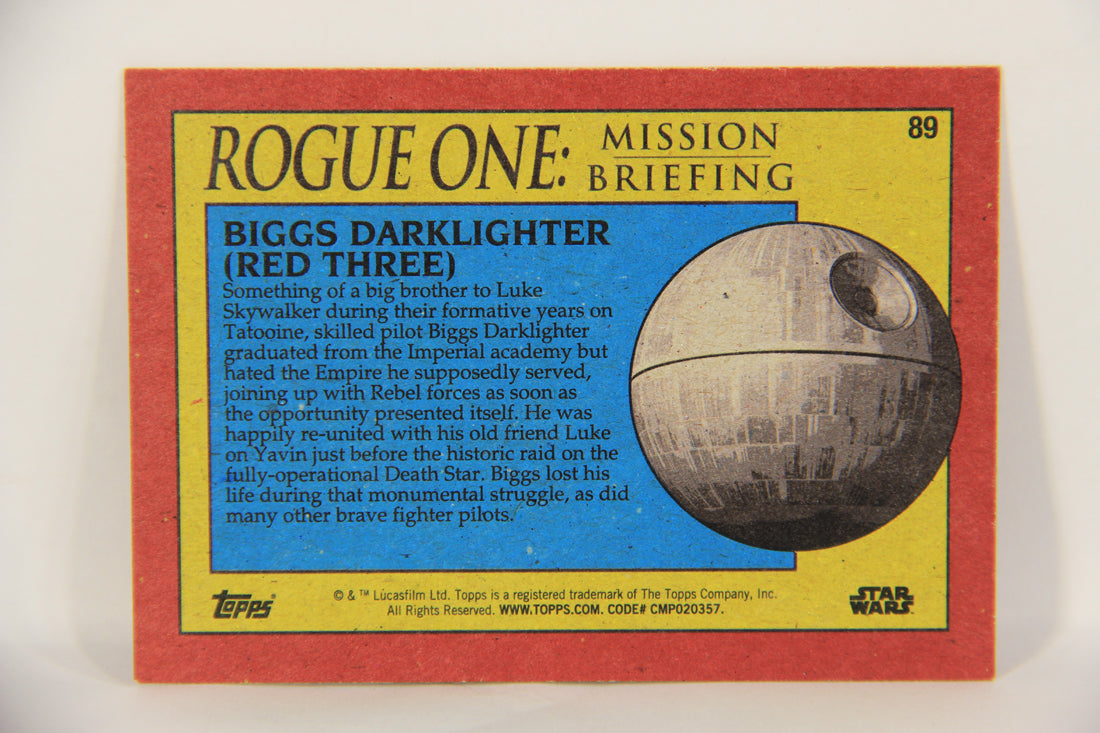 ROGUE ONE: MISSION BRIEFING
89
BIGGS DARKLIGHTER
(RED THREE)
Something of a big brother to Luke
Skywalker during their formative years on
Tatooine, skilled pilot Biggs Darklighter
graduated from the Imperial academy but
hated the Empire he supposedly served,
joining up with Rebel forces as soon as
the opportunity presented itself. He was
happily re-united with his old friend Luke
on Yavin just before the historic raid on the
fully-operational Death Star. Biggs lost his
life during that monumental struggle, as did
many other brave fighter pilots.
Topps
© & ™ Lucasfilm Ltd. Topps is a registered trademark of The Topps Company, Inc.
All Rights Reserved. WWW.TOPPS.COM. CODE# CMP020357.
STAR
WARS